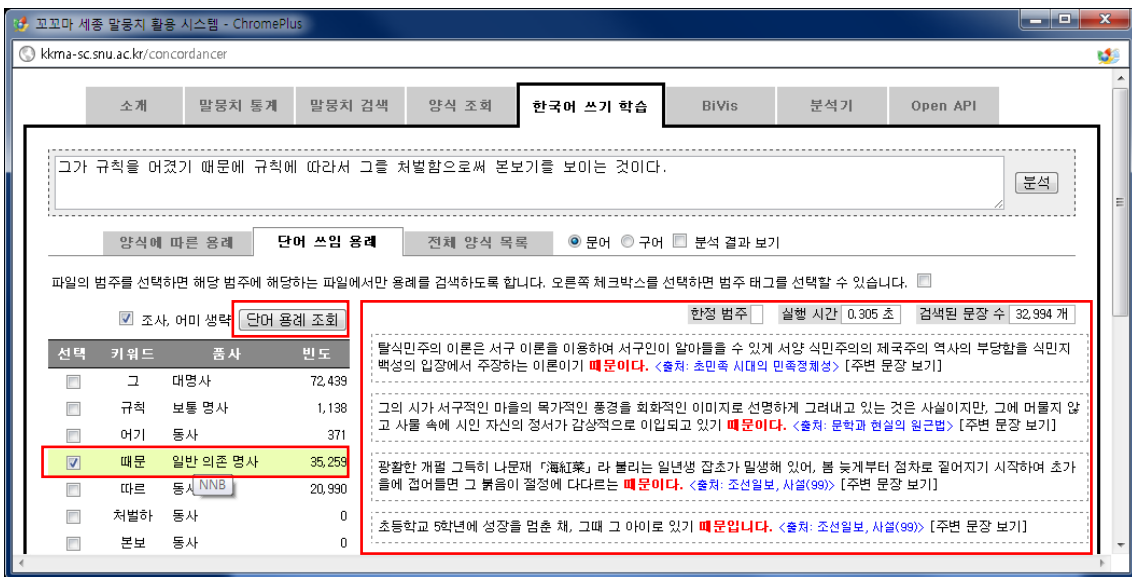 꼬꼬마 세종 말뭉치 활용 시스템 - ChromePlus
kkma-sc.snu.ac.kr/concordancer
소개 말뭉치 통계 말뭉치 검색 양식 조회 한국어 쓰기 학습 BiVis 분석기 Open API
그가 규칙을 어겼기 때문에 규칙에 따라서 그를 처벌함으로써 본보기를 보이는 것이다.
분석
양식에 따른 용례 단어 쓰임 용례 전체 양식 목록 문어 구어 분석 결과 보기
파일의 범주를 선택하면 해당 범주에 해당하는 파일에서만 용례를 검색하도록 합니다. 오른쪽 체크박스를 선택하면 범주 태그를 선택할 수 있습니다.
조사, 어미 생략 단어 용례 조회
선택 키워드 품사 빈도
그 대명사 72,439
규칙 보통 명사 1,138
어기 동사 371
때문 일반 의존 명사 35,259
NNB
따르 동사 20,990
처벌하 동사 0
본보 동사 0
한정 범주 실행 시간 0.305 초 검색된 문장 수 32,994 개
탈식민주의 이론은 서구 이론을 이용하여 서구인이 알아들을 수 있게 서양 식민주의의 제국주의 역사의 부당함을 식민지
백성의 입장에서 주장하는 이론이기 때문이다. <출처: 초민족 시대의 민족정체성> [주변 문장 보기]
그의 시가 서구적인 마을의 목가적인 풍경을 회화적인 이미지로 선명하게 그려내고 있는 것은 사실이지만, 그에 머물지 않
고 사물 속에 시인 자신의 정서가 감상적으로 이입되고 있기 때문이다. <출처: 문학과 현실의 원근법> [주변 문장 보기]
광활한 개펄 그득히 나문재 「海紅菜」라 불리는 일년생 잡초가 밀생해 있어, 봄 늦게부터 점차로 짙어지기 시작하여 초가
을에 접어들면 그 붉음이 절정에 다다르는 때문이다. <출처: 조선일보, 사설(99)> [주변 문장 보기]
초등학교 5학년에 성장을 멈춘 채, 그때 그 아이로 있기 때문입니다. <출처: 조선일보, 사설(99)> [주변 문장 보기]